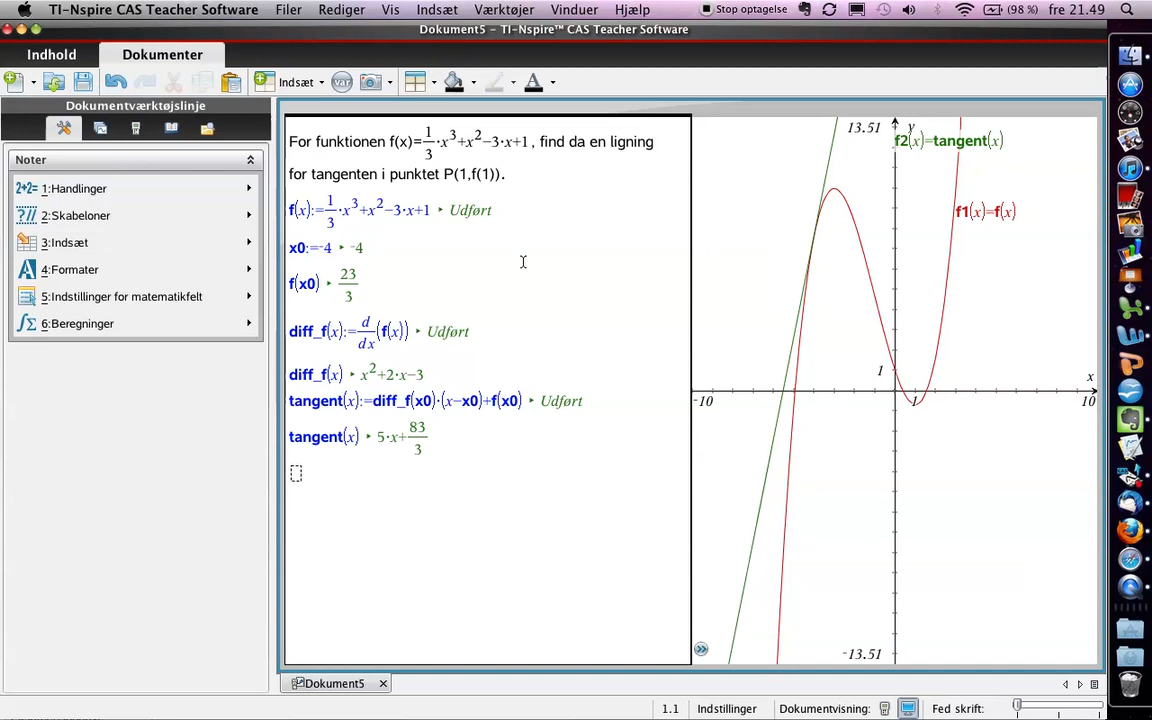 TI-Nspire CAS Teacher Software Filer Rediger Vis Indsæt Værktøjer Vinduer Hjælp Stop optagelse (98 %) fre 21.49
Dokument5 - TI-Nspire™ CAS Teacher Software
Indhold Dokumenter
Indsæt var A
Dokumentværktøjslinje
Noter
1:Handlinger
2:Skabeloner
3:Indsæt
4:Formater
5:Indstillinger for matematikfelt
6:Beregninger
For funktionen f(x)=1/3·x³+x²−3·x+1, find da en ligning
for tangenten i punktet P(1,f(1)).
f(x):=1/3·x³+x²−3·x+1 ▸ Udført
x0:=-4 ▸ -4
f(x0) ▸ 23/3
diff_f(x):=d/dx(f(x)) ▸ Udført
diff_f(x) ▸ x²+2·x−3
tangent(x):=diff_f(x0)·(x−x0)+f(x0) ▸ Udført
tangent(x) ▸ 5·x+83/3
13.51 y
f2(x)=tangent(x)
f1(x)=f(x)
1 x
-10 1 10
-13.51
Dokument5
1.1 Indstillinger Dokumentvisning: Fed skrift: